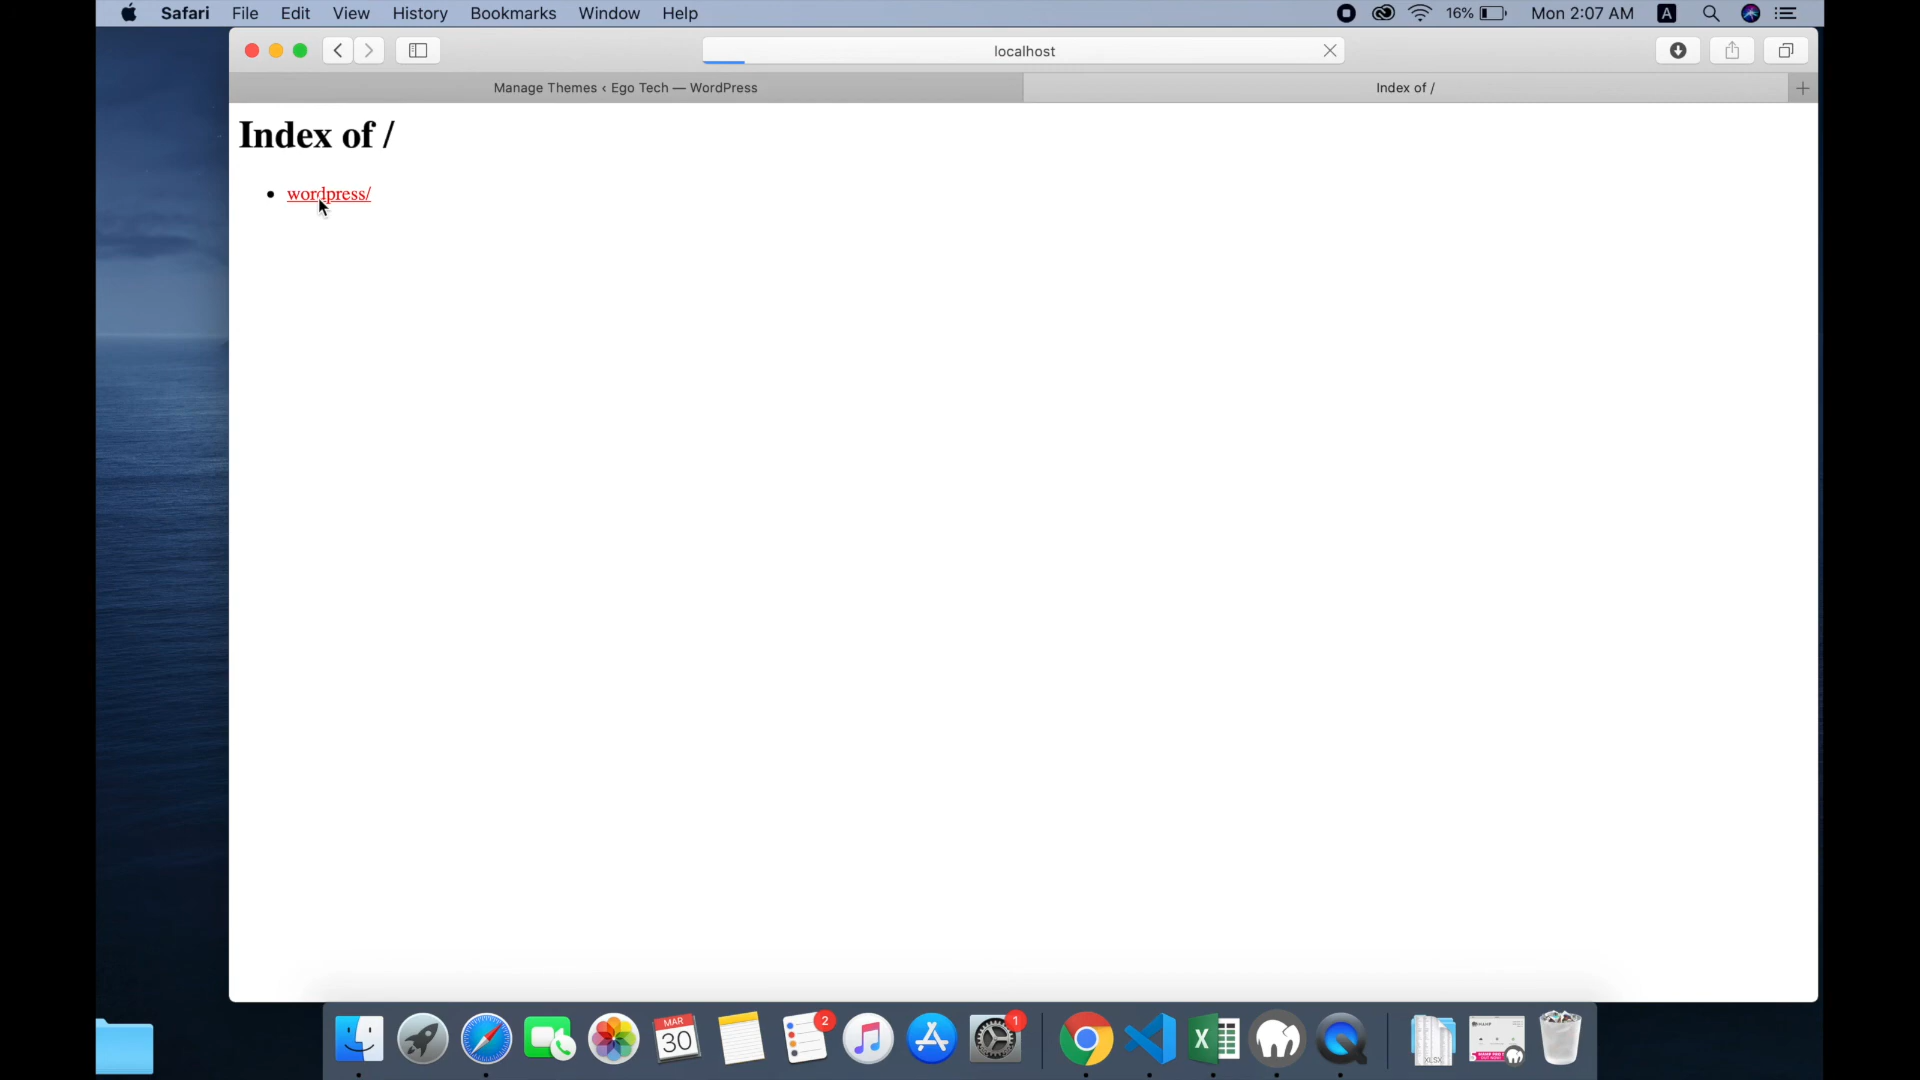 Safari File Edit View History Bookmarks Window Help 16% Mon 2:07 AM A
localhost
Manage Themes ‹ Ego Tech — WordPress Index of /
Index of /
• wordpress/
MAR
30
2
1
XLSX